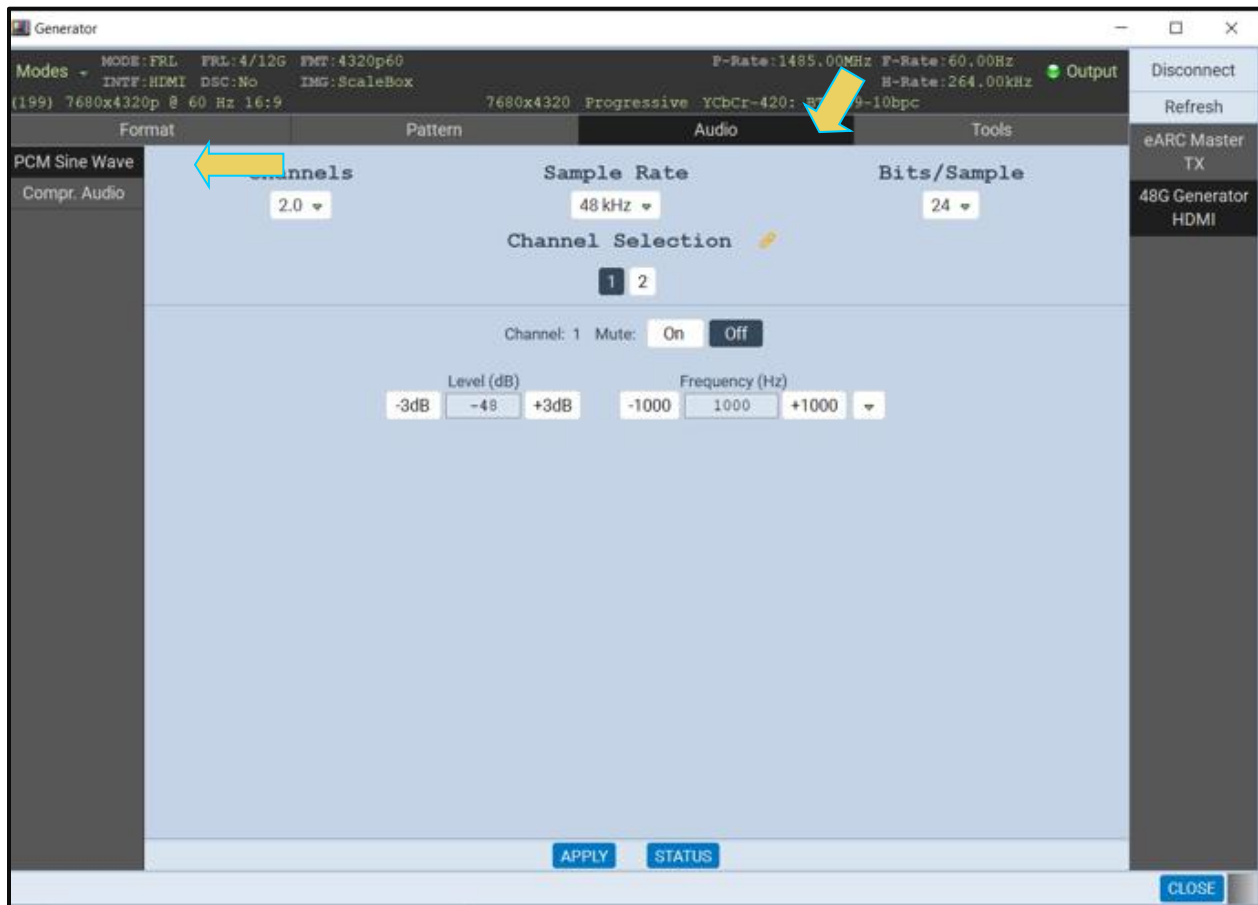 Generator
Modes
MODE:FRL FRL:4/12G FMT:4320p60
P-Rate:1485.00MHz F-Rate:60.00Hz
INTF:HDMI DSC:No IMG:ScaleBox
H-Rate:264.00kHz
Output
(199) 7680x4320p @ 60 Hz 16:9
7680x4320 Progressive YCbCr-420: 9-10bpc
Disconnect
Refresh
Format Pattern Audio Tools
eARC Master
TX
48G Generator
HDMI
PCM Sine Wave
Compr. Audio
Sample Rate Bits/Sample
2.0 48 kHz 24
Channel Selection
1 2
Channel: 1 Mute: On Off
Level (dB) Frequency (Hz)
-3dB -48 +3dB -1000 1000 +1000
APPLY STATUS
CLOSE